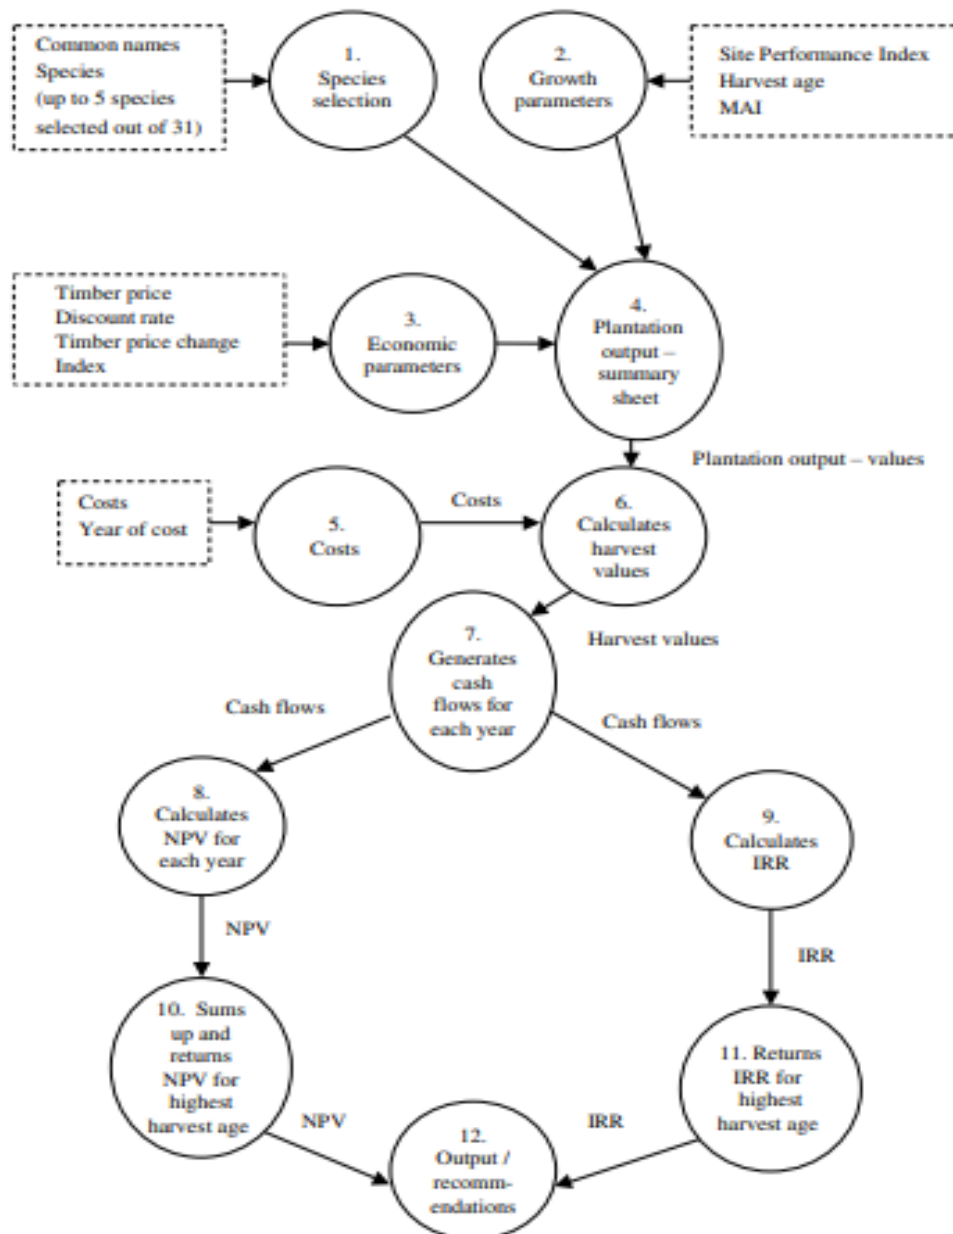 Common names
Species
(up to 5 species
selected out of 31)
1.
Species
selection
2.
Growth
parameters
Site Performance Index
Harvest age
MAI
Timber price
Discount rate
Timber price change
Index
3.
Economic
parameters
4.
Plantation
output –
summary
sheet
Plantation output – values
Costs
Year of cost
5.
Costs
Costs
6.
Calculates
harvest
values
Harvest values
7.
Generates
cash
flows for
each year
Cash flows
Cash flows
8.
Calculates
NPV for
each year
9.
Calculates
IRR
NPV
IRR
10. Sums
up and
returns
NPV for
highest
harvest age
11. Returns
IRR for
highest
harvest age
NPV
IRR
12.
Output /
recomm-
endations